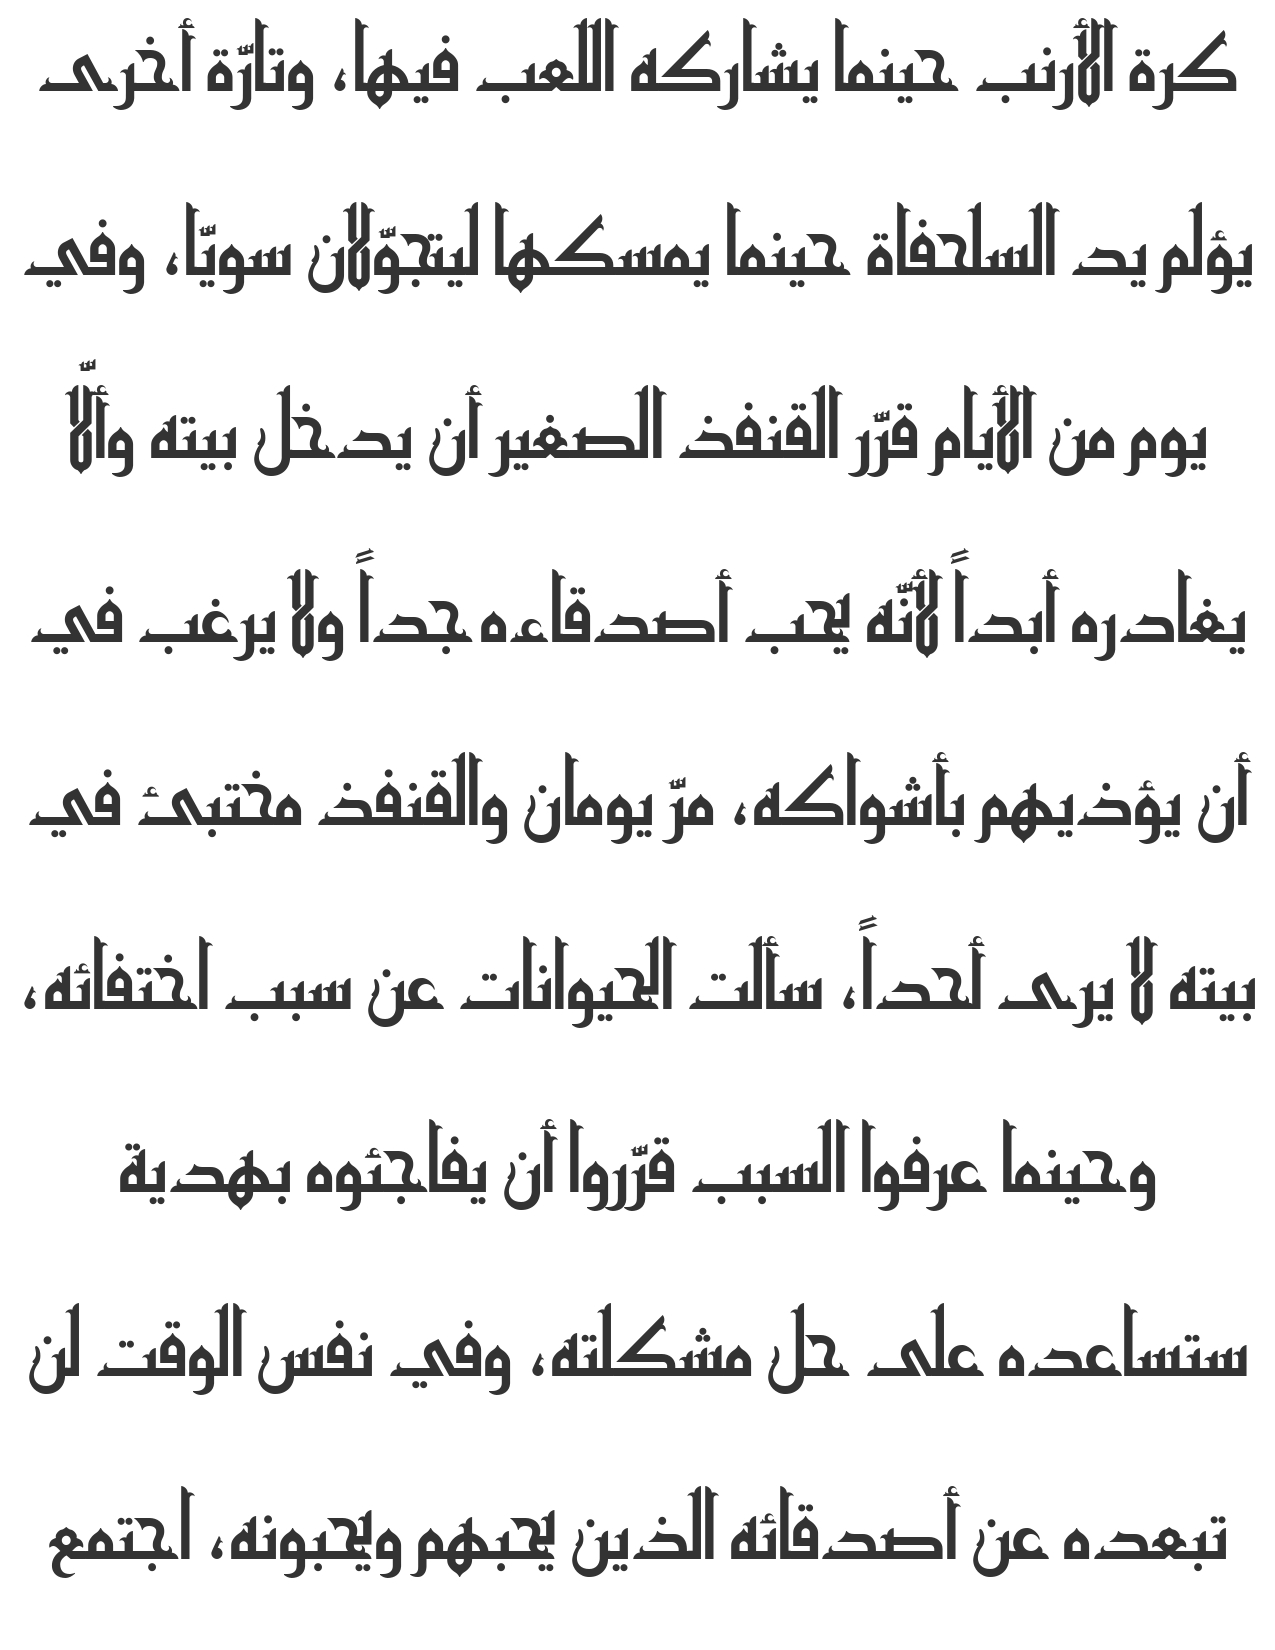 كرة الأرنب حينما يشاركه اللعب فيها، وتارّة أخرى
يؤلم يد السلحفاة حينما يمسكها ليتجوّلان سويّا، وفي
يوم من الأيام قرّر القنفذ الصغير أن يدخل بيته وألّا
يغادره أبداً لأنّه يحب أصدقاءه جداً ولا يرغب في
أن يؤذيهم بأشواكه، مرّ يومان والقنفذ مختبئ في
بيته لا يرى أحداً، سألت الحيوانات عن سبب اختفائه،
وحينما عرفوا السبب قرّروا أن يفاجئوه بهدية
ستساعده على حل مشكلته، وفي نفس الوقت لن
تبعده عن أصدقائه الذين يحبهم ويحبونه، اجتمع